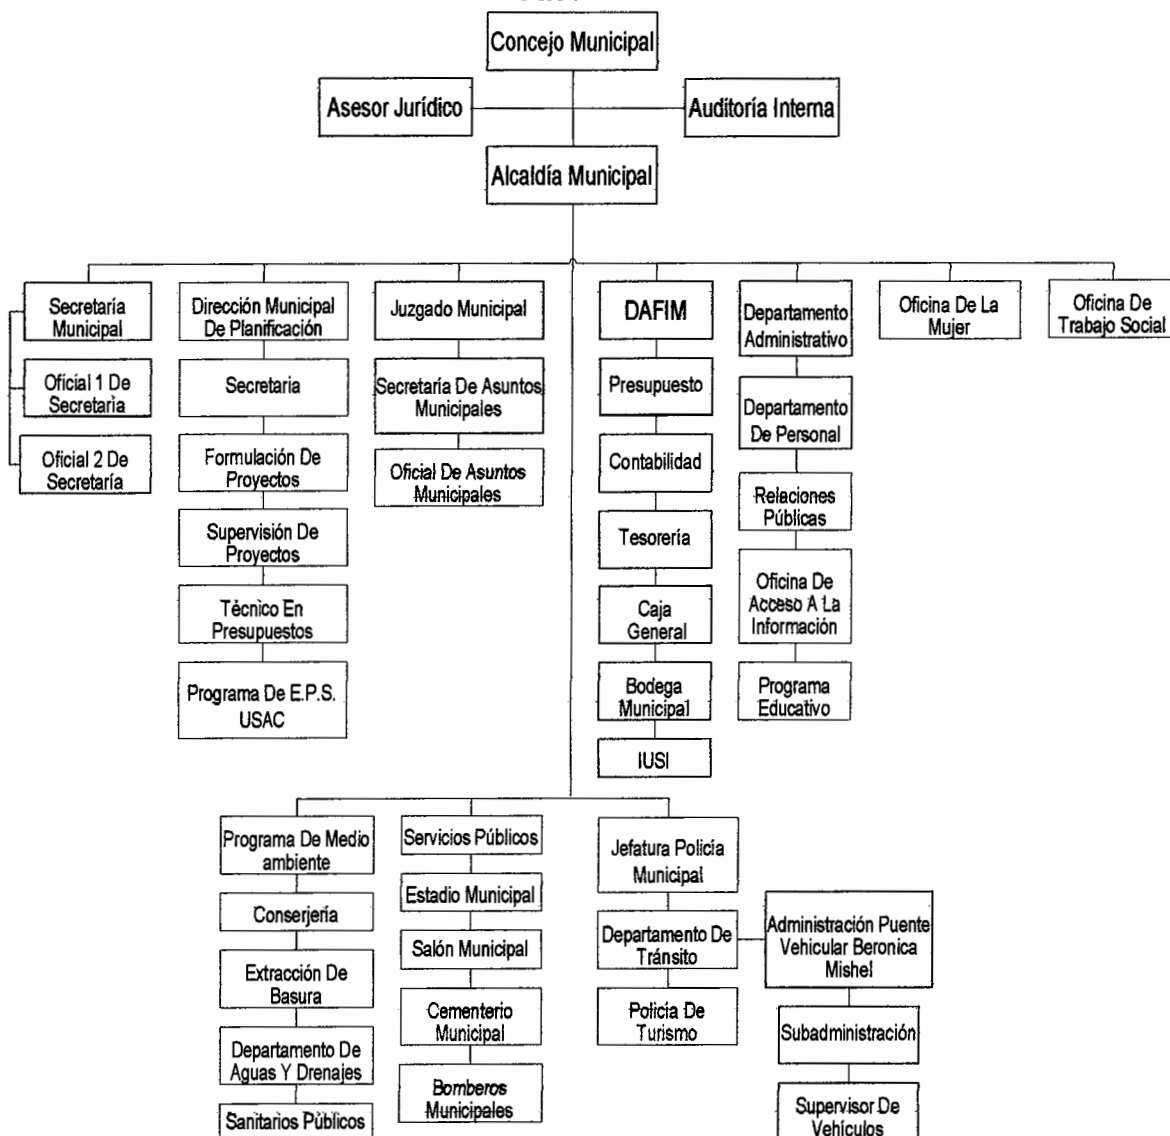 Concejo Municipal
Asesor Jurídico
Auditoría Interna
Alcaldía Municipal
Secretaría
Municipal
Dirección Municipal
De Planificación
Juzgado Municipal
DAFIM
Departamento
Administrativo
Oficina De La
Mujer
Oficina De
Trabajo Social
Oficial 1 De
Secretaría
Secretaria
Secretaría De Asuntos
Municipales
Presupuesto
Departamento
De Personal
Oficial 2 De
Secretaría
Formulación De
Proyectos
Oficial De Asuntos
Municipales
Contabilidad
Relaciones
Públicas
Supervisión De
Proyectos
Tesorería
Oficina De
Acceso A La
Información
Técnico En
Presupuestos
Caja
General
Programa De E.P.S.
USAC
Bodega
Municipal
Programa
Educativo
IUSI
Programa De Medio
ambiente
Servicios Públicos
Jefatura Policía
Municipal
Conserjería
Estadio Municipal
Departamento De
Tránsito
Administración Puente
Vehicular Beronica
Mishel
Extracción De
Basura
Salón Municipal
Cementerio
Municipal
Policía De
Turismo
Subadministración
Departamento De
Aguas Y Drenajes
Bomberos
Municipales
Sanitarios Públicos
Supervisor De
Vehículos